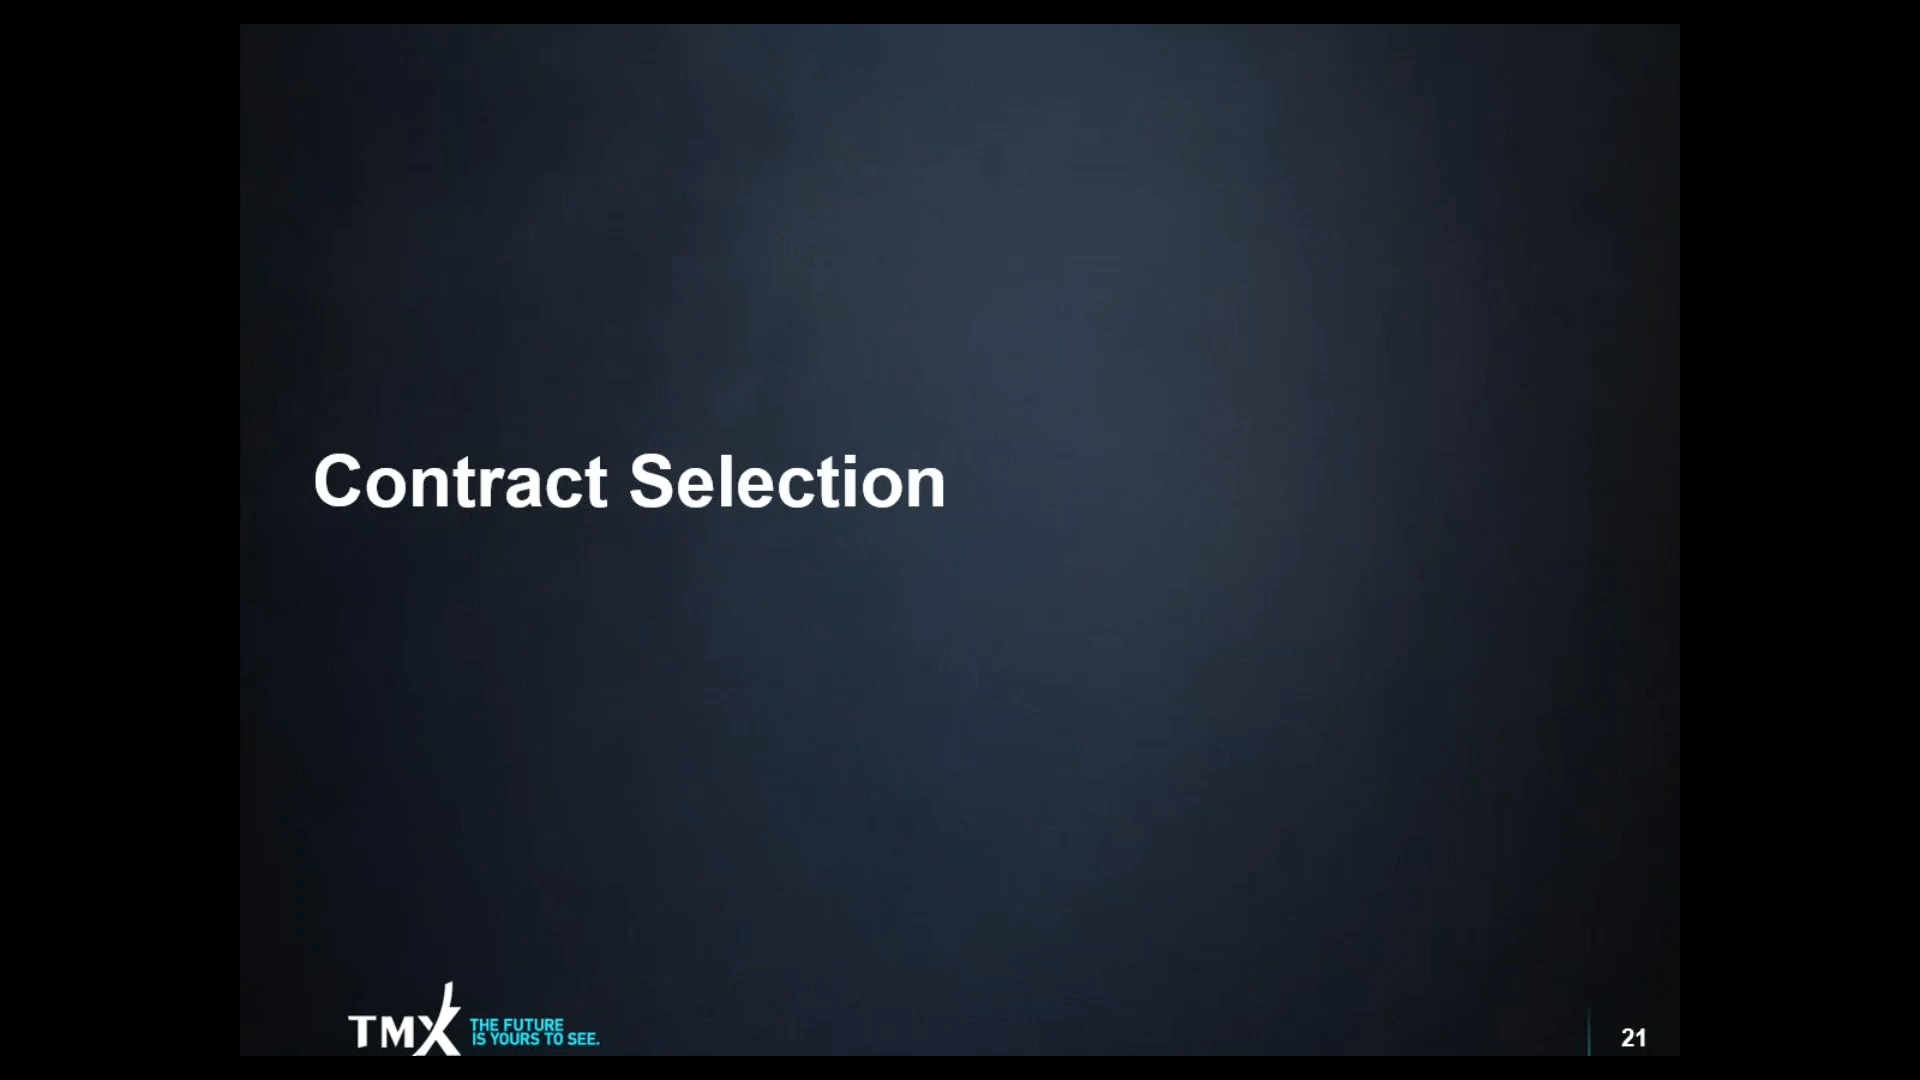 Contract Selection
TMX
THE FUTURE
IS YOURS TO SEE.
21